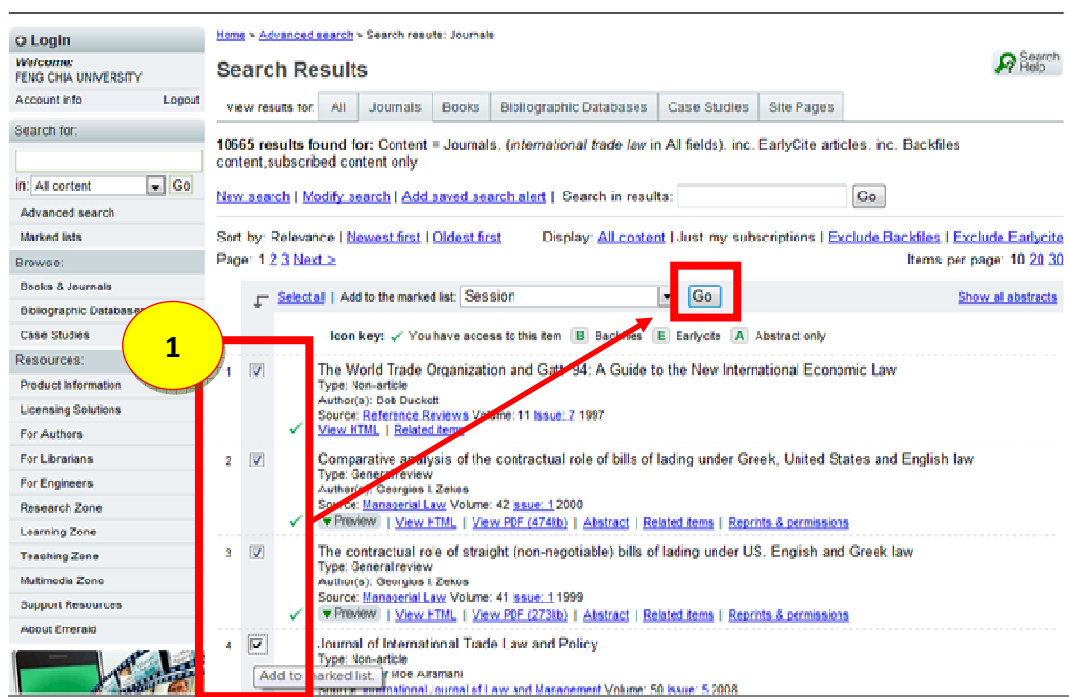 Login
Welcome:
FENG CHIA UNIVERSITY
Account info Logout
Search for:
in: All content Go
Advanced search
Marked lists
Browse:
Books & Journals
Bibliographic Databases
Case Studies
Resources:
Product Information
Licensing Solutions
For Authors
For Librarians
For Engineers
Research Zone
Learning Zone
Teaching Zone
Multimedia Zone
Support Resources
About Emerald
1
Home > Advanced search > Search results: Journals
Search Results
Search Help
View results for: All Journals Books Bibliographic Databases Case Studies Site Pages
10665 results found for: Content = Journals, (international trade law in All fields), inc. EarlyCite articles, inc. Backfiles
content,subscribed content only
New search | Modify search | Add saved search alert | Search in results: Go
Sort by: Relevance | Newest first | Oldest first Display: All content | Just my subscriptions | Exclude Backfiles | Exclude Earlycite
Page: 1 2 3 Next > Items per page: 10 20 30
Select all | Add to the marked list: Session Go Show all abstracts
Icon key: You have access to this item B Backfiles E Earlycite A Abstract only
1 The World Trade Organization and Gatt '94: A Guide to the New International Economic Law
Type: Non-article
Author(s): Bob Duckett
Source: Reference Reviews Volume: 11 Issue: 7 1997
View HTML | Related items
2 Comparative analysis of the contractual role of bills of lading under Greek, United States and English law
Type: General review
Author(s): Georgios I. Zekos
Source: Managerial Law Volume: 42 Issue: 1 2000
Preview | View HTML | View PDF (474kb) | Abstract | Related items | Reprints & permissions
3 The contractual role of straight (non-negotiable) bills of lading under US, English and Greek law
Type: General review
Author(s): Georgios I. Zekos
Source: Managerial Law Volume: 41 Issue: 1 1999
Preview | View HTML | View PDF (273kb) | Abstract | Related items | Reprints & permissions
4 Journal of International Trade Law and Policy
Type: Non-article
Add to marked list. Moe Alramahi
Source: International Journal of Law and Management Volume: 50 Issue: 5 2008